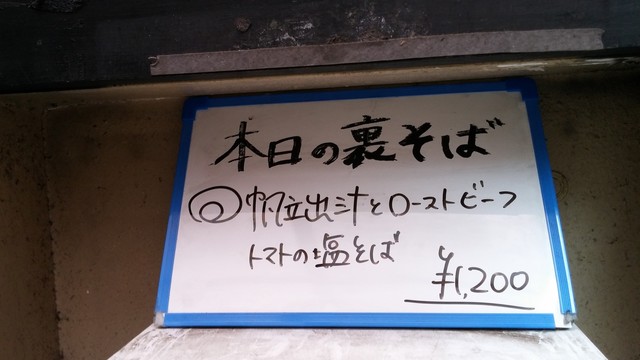 本日の裏そば
◎帆立出汁とローストビーフ
トマトの塩そば
¥1,200